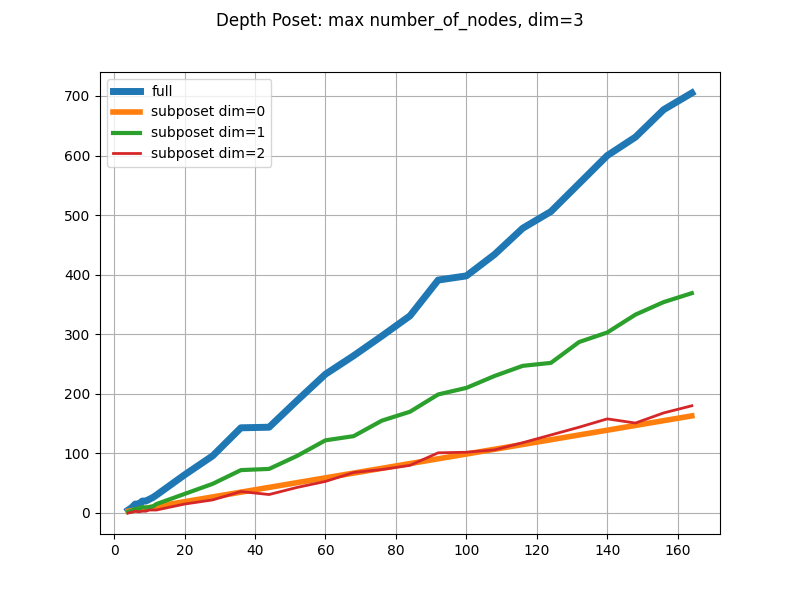 Depth Poset: max number_of_nodes, dim=3
full
subposet dim=0
subposet dim=1
subposet dim=2
700
600
500
400
300
200
100
0
0 20 40 60 80 100 120 140 160